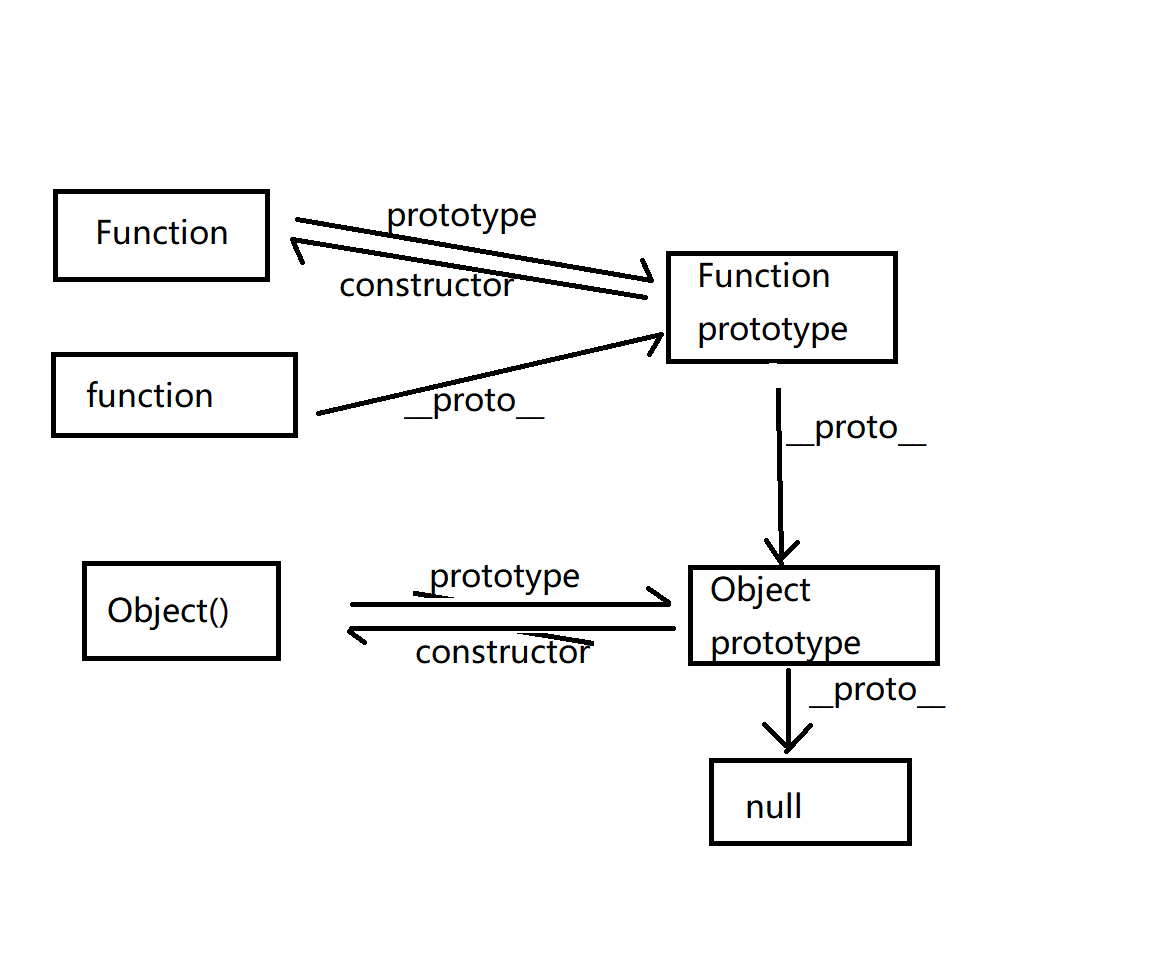 Function
prototype
constructor
Function
prototype
function
__proto__
__proto__
Object()
prototype
constructor
Object
prototype
__proto__
null